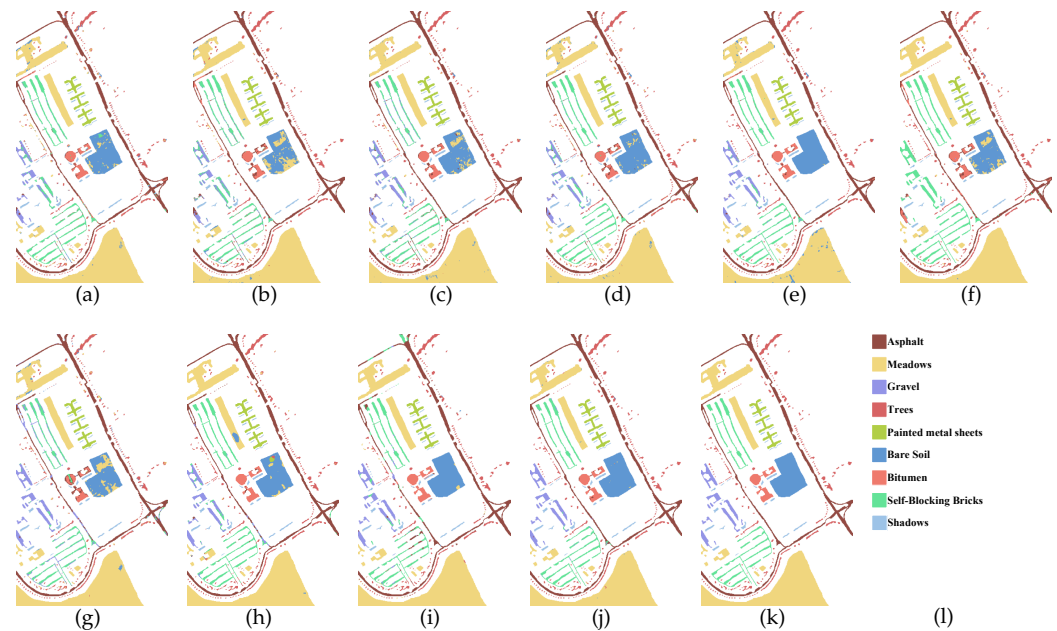 (a) (b) (c) (d) (e) (f)
Asphalt
Meadows
Gravel
Trees
Painted metal sheets
Bare Soil
Bitumen
Self-Blocking Bricks
Shadows
(g) (h) (i) (j) (k) (l)